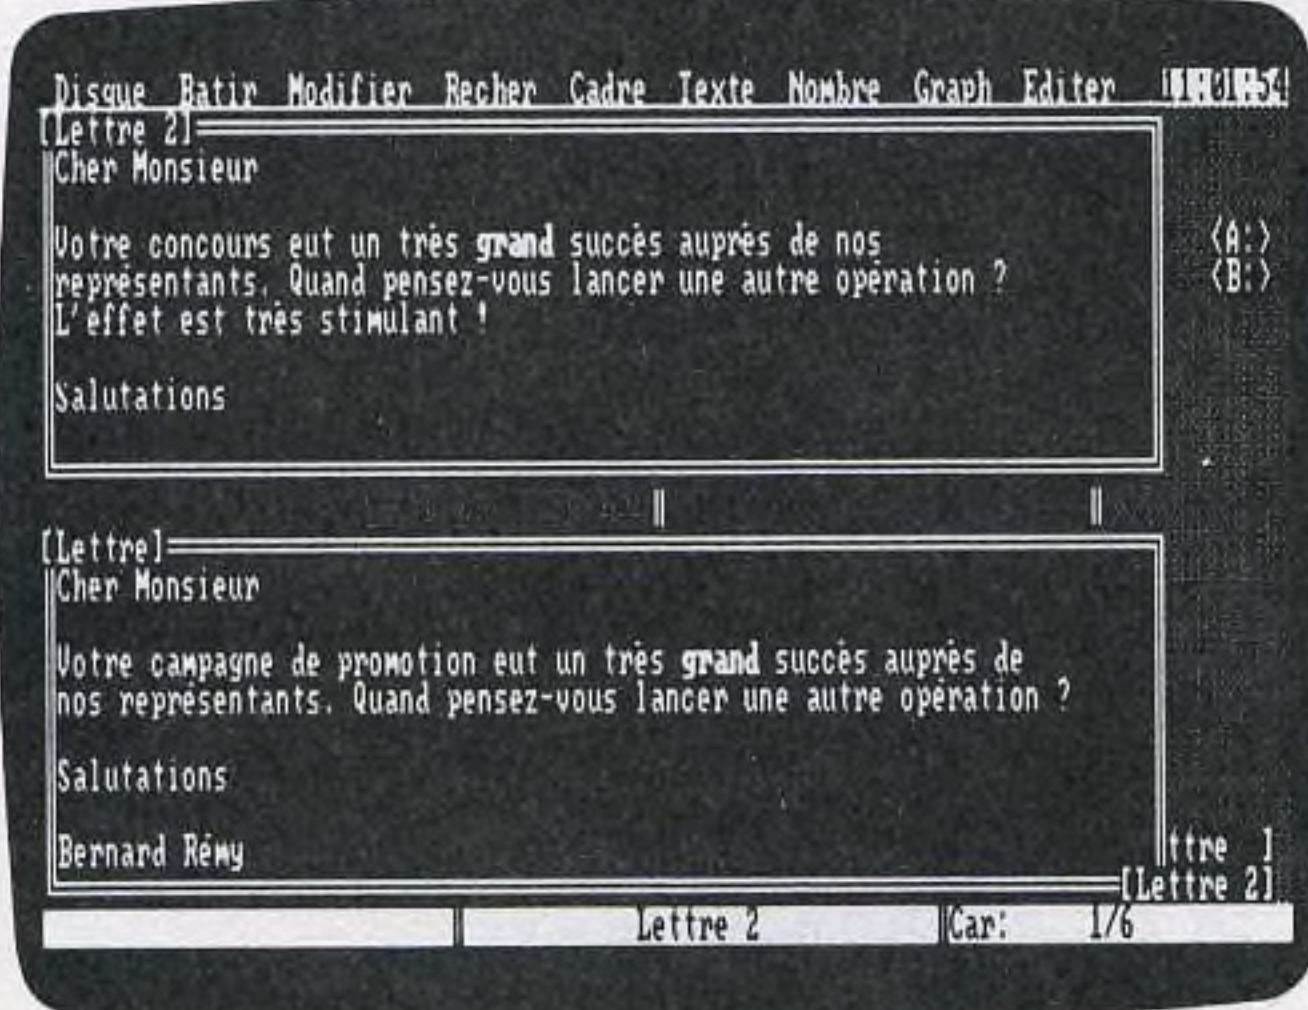 Disque Batir Modifier Recher Cadre Texte Nombre Graph Editer
[Lettre 2]
Cher Monsieur
Votre concours eut un très grand succès auprès de nos
représentants. Quand pensez-vous lancer une autre opération ?
L'effet est très stimulant !
Salutations
<A:>
<B:>
[Lettre]
Cher Monsieur
Votre campagne de promotion eut un très grand succès auprès de
nos représentants. Quand pensez-vous lancer une autre opération ?
Salutations
Bernard Rémy
ttre ]
[Lettre 2]
Lettre 2 Car: 1/6